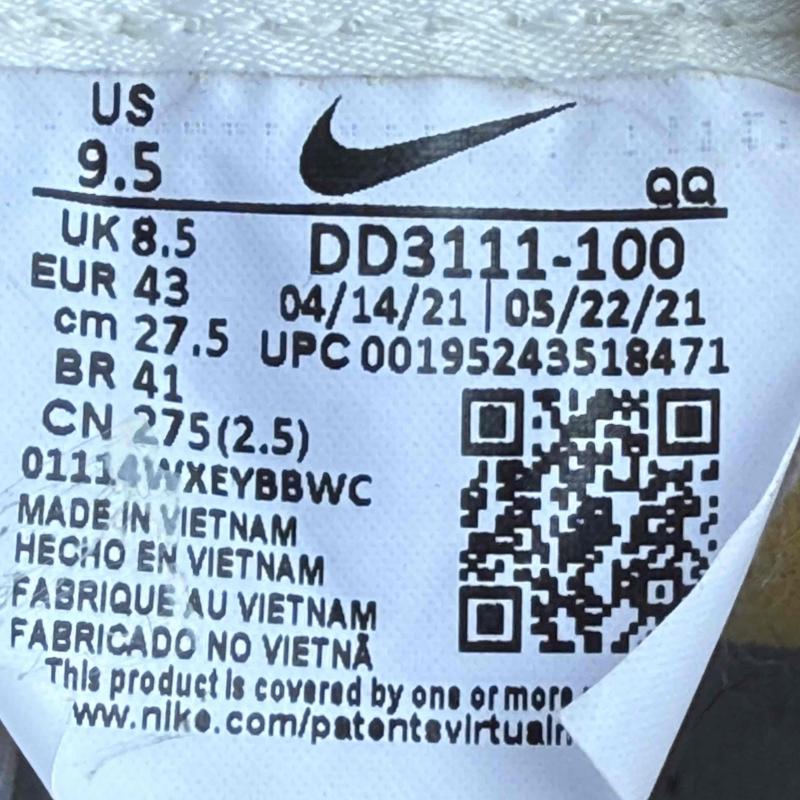 US
9.5
QQ
UK 8.5
DD3111-100
EUR 43
04/14/21 | 05/22/21
cm 27.5
UPC 00195243518471
BR 41
CN 275(2.5)
01114WXEYBBWC
MADE IN VIETNAM
HECHO EN VIETNAM
FABRIQUE AU VIETNAM
FABRICADO NO VIETNÃ
This product is covered by one or more
ww.nike.com/patentsvirtualm